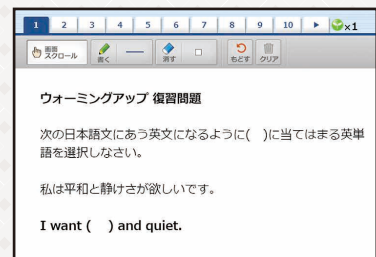 1 2 3 4 5 6 7 8 9 10 ▶ ×1
画面スクロール 書く 消す もどす クリア
ウォーミングアップ 復習問題
次の日本語文にあう英文になるように( )に当てはまる英単
語を選択しなさい。
私は平和と静けさが欲しいです。
I want ( ) and quiet.